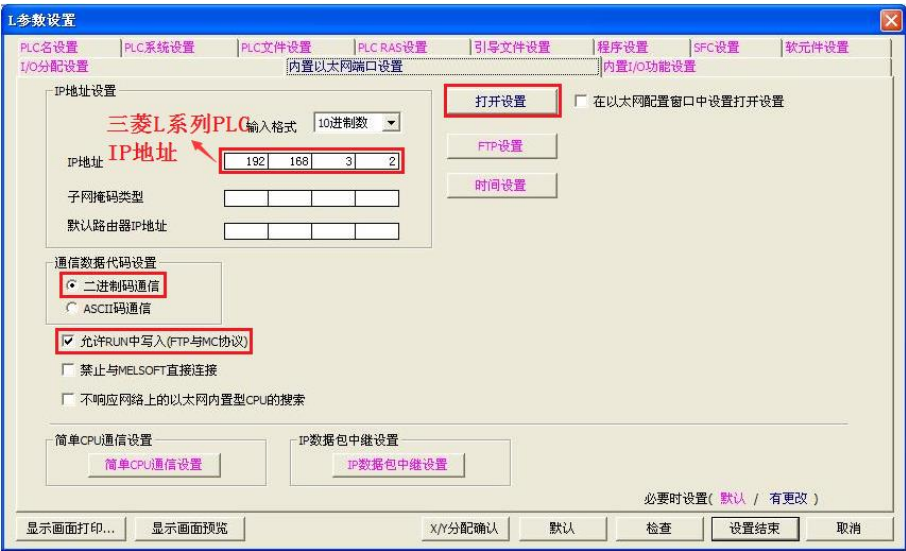 L参数设置
PLC名设置 PLC系统设置 PLC文件设置 PLC RAS设置 引导文件设置 程序设置 SFC设置 软元件设置
I/O分配设置 内置以太网端口设置 内置I/O功能设置
IP地址设置
打开设置 在以太网配置窗口中设置打开设置
三菱L系列PLC
IP地址
输入格式 10进制数
FTP设置
IP地址 192 168 3 2
时间设置
子网掩码类型
默认路由器IP地址
通信数据代码设置
二进制码通信
ASCII码通信
允许RUN中写入(FTP与MC协议)
禁止与MELSOFT直接连接
不响应网络上的以太网内置型CPU的搜索
简单CPU通信设置 IP数据包中继设置
简单CPU通信设置 IP数据包中继设置
必要时设置( 默认 / 有更改 )
显示画面打印... 显示画面预览 X/Y分配确认 默认 检查 设置结束 取消